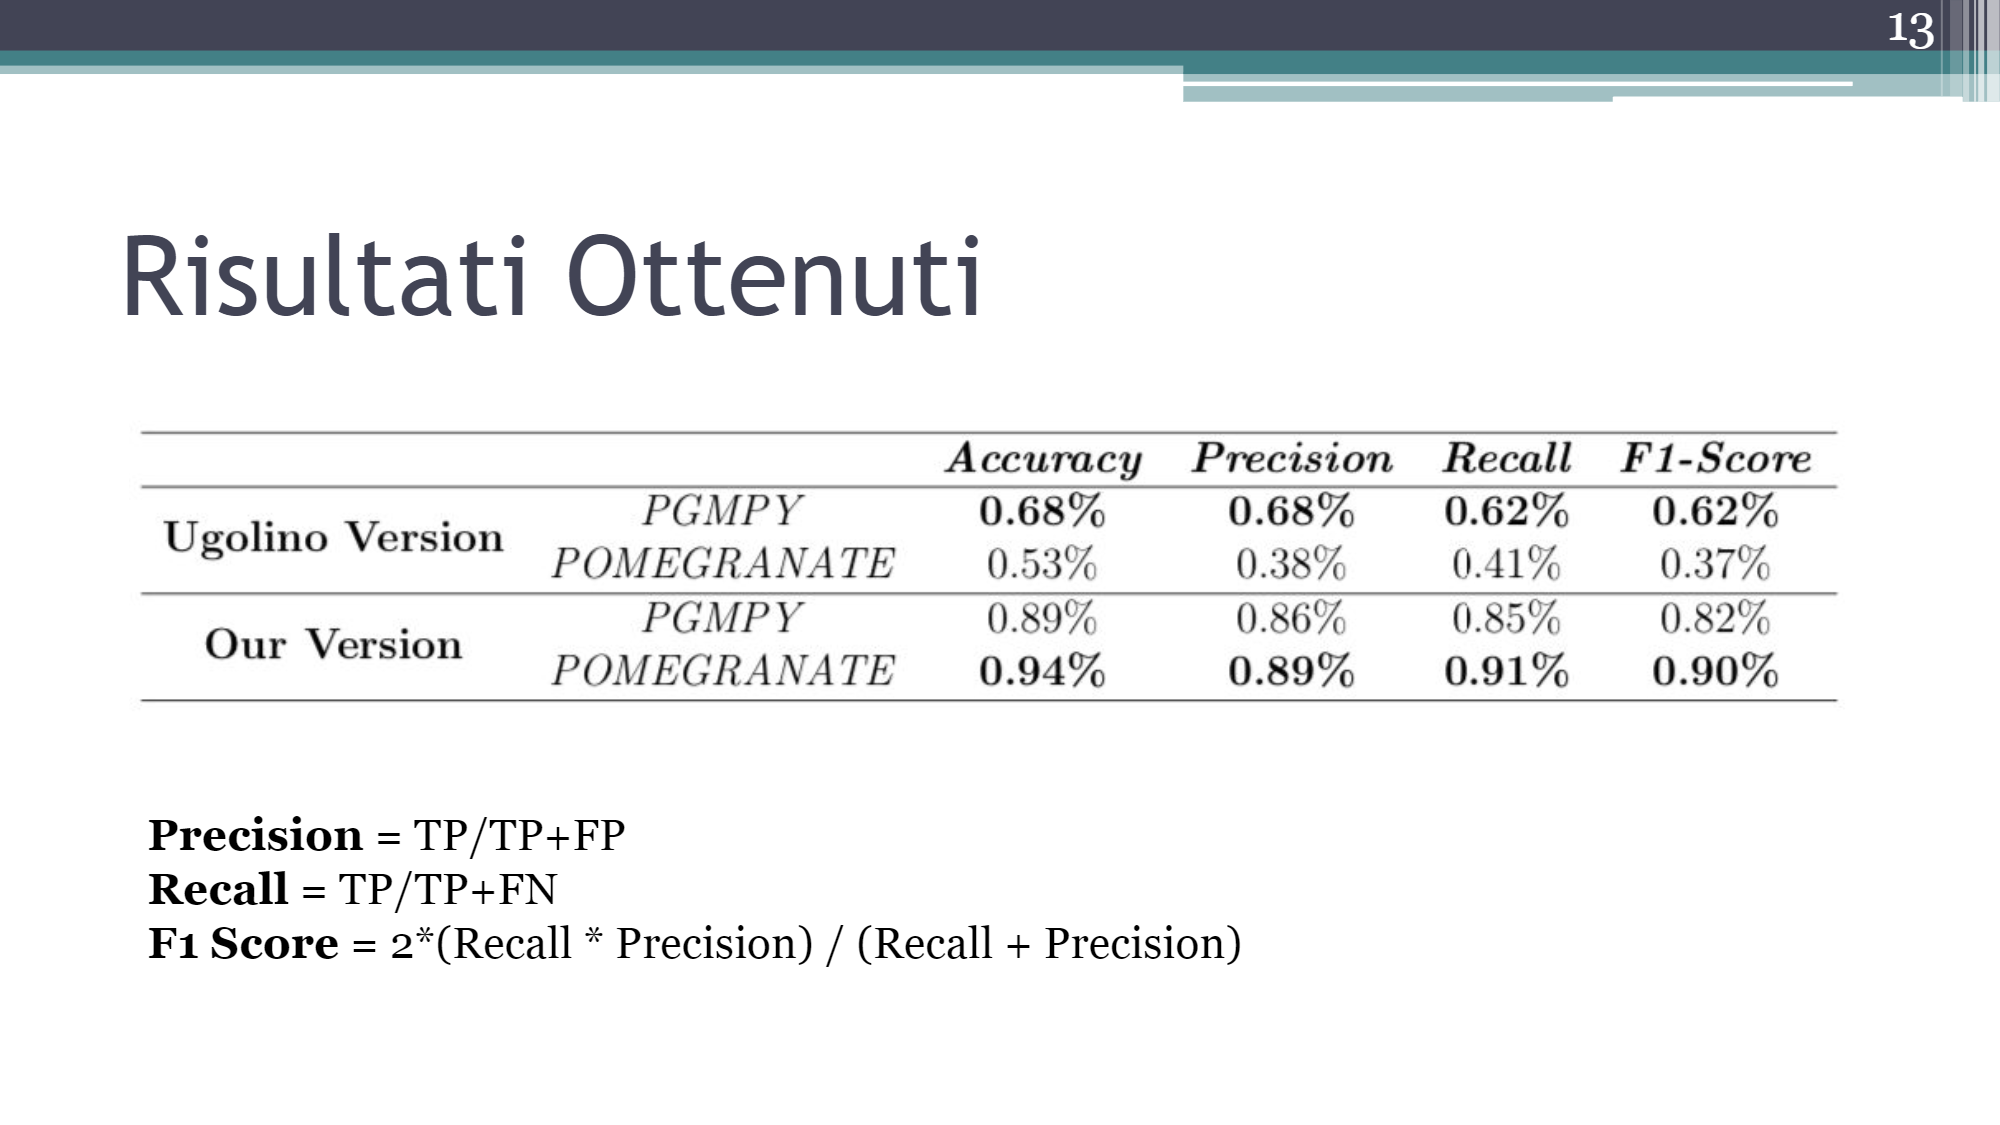 13
Risultati Ottenuti
Accuracy Precision Recall F1-Score
Ugolino Version PGMPY 0.68% 0.68% 0.62% 0.62%
POMEGRANATE 0.53% 0.38% 0.41% 0.37%
Our Version PGMPY 0.89% 0.86% 0.85% 0.82%
POMEGRANATE 0.94% 0.89% 0.91% 0.90%
Precision = TP/TP+FP
Recall = TP/TP+FN
F1 Score = 2*(Recall * Precision) / (Recall + Precision)